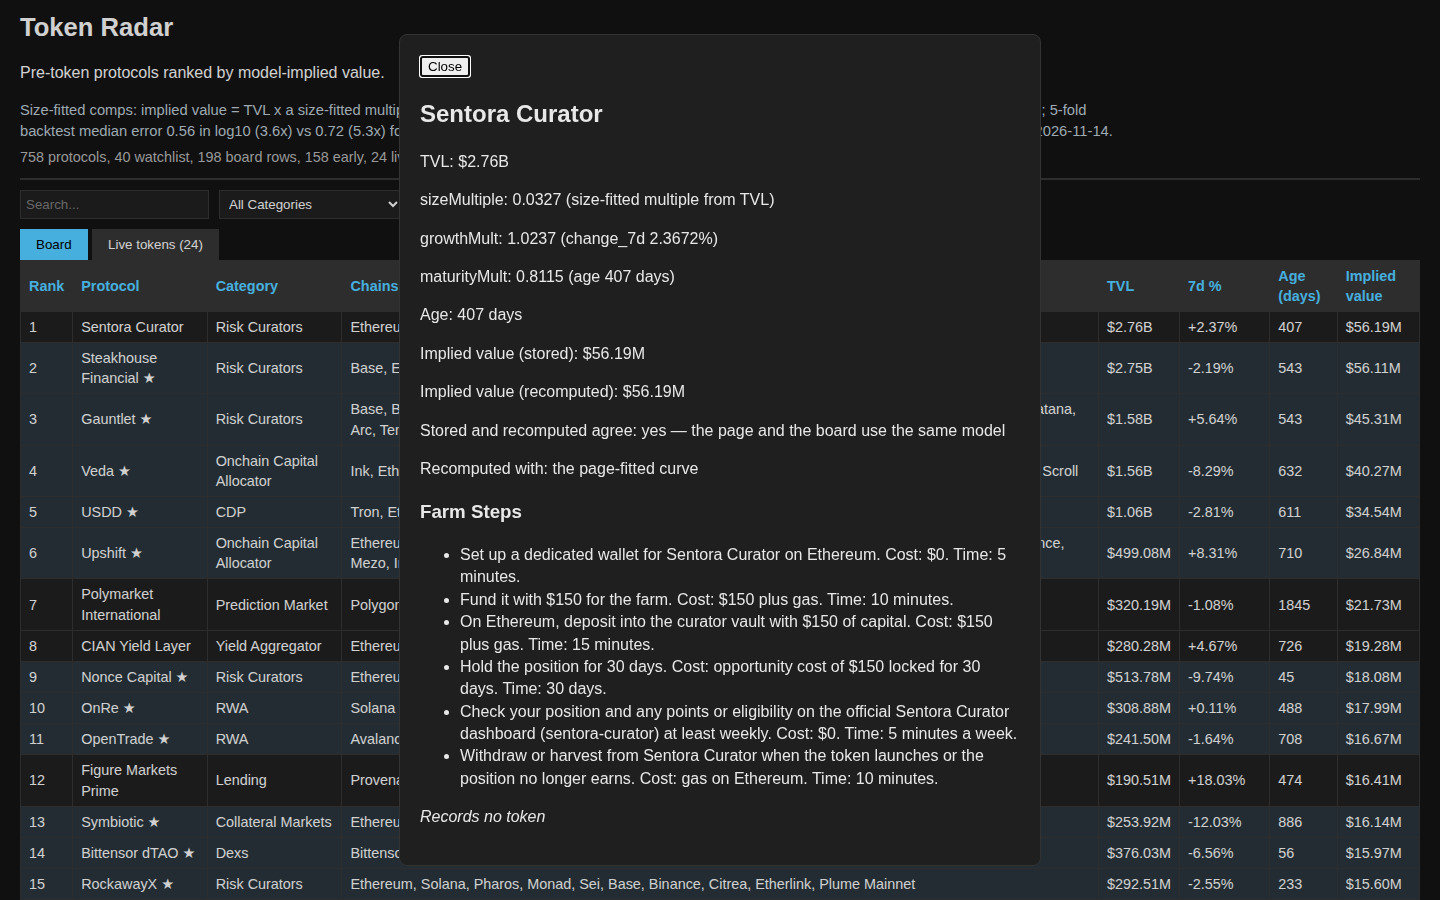 Token Radar
Pre-token protocols ranked by model-implied value.
Size-fitted comps: implied value = TVL x a size-fitted
; 5-fold
backtest median error 0.56 in log10 (3.6x) vs 0.72 (5.3x)
2026-11-14.
758 protocols, 40 watchlist, 198 board rows, 158 early, 24
Search...
All Categories
Board
Live tokens (24)
Close
Sentora Curator
TVL: $2.76B
sizeMultiple: 0.0327 (size-fitted multiple from TVL)
growthMult: 1.0237 (change_7d 2.3672%)
maturityMult: 0.8115 (age 407 days)
Age: 407 days
Implied value (stored): $56.19M
Implied value (recomputed): $56.19M
Stored and recomputed agree: yes — the page and the board use the same model
Recomputed with: the page-fitted curve
Farm Steps
• Set up a dedicated wallet for Sentora Curator on Ethereum. Cost: $0. Time: 5
minutes.
• Fund it with $150 for the farm. Cost: $150 plus gas. Time: 10 minutes.
• On Ethereum, deposit into the curator vault with $150 of capital. Cost: $150
plus gas. Time: 15 minutes.
• Hold the position for 30 days. Cost: opportunity cost of $150 locked for 30
days. Time: 30 days.
• Check your position and any points or eligibility on the official Sentora Curator
dashboard (sentora-curator) at least weekly. Cost: $0. Time: 5 minutes a week.
• Withdraw or harvest from Sentora Curator when the token launches or the
position no longer earns. Cost: gas on Ethereum. Time: 10 minutes.
Records no token
Rank Protocol Category Chains TVL 7d % Age (days) Implied value
1 Sentora Curator Risk Curators $2.76B +2.37% 407 $56.19M
2 Steakhouse Financial ★ Risk Curators Base, $2.75B -2.19% 543 $56.11M
3 Gauntlet ★ Risk Curators Base, Arc, $1.58B +5.64% 543 $45.31M
4 Veda ★ Onchain Capital Allocator Ink, Scroll $1.56B -8.29% 632 $40.27M
5 USDD ★ CDP Tron, $1.06B -2.81% 611 $34.54M
6 Upshift ★ Onchain Capital Allocator Mezo, $499.08M +8.31% 710 $26.84M
7 Polymarket International Prediction Market Polygon $320.19M -1.08% 1845 $21.73M
8 CIAN Yield Layer Yield Aggregator $280.28M +4.67% 726 $19.28M
9 Nonce Capital ★ Risk Curators $513.78M -9.74% 45 $18.08M
10 OnRe ★ RWA Solana $308.88M +0.11% 488 $17.99M
11 OpenTrade ★ RWA $241.50M -1.64% 708 $16.67M
12 Figure Markets Prime Lending $190.51M +18.03% 474 $16.41M
13 Symbiotic ★ Collateral Markets $253.92M -12.03% 886 $16.14M
14 Bittensor dTAO ★ Dexs $376.03M -6.56% 56 $15.97M
15 RockawayX ★ Risk Curators Ethereum, Solana, Pharos, Monad, Sei, Base, Binance, Citrea, Etherlink, Plume Mainnet $292.51M -2.55% 233 $15.60M